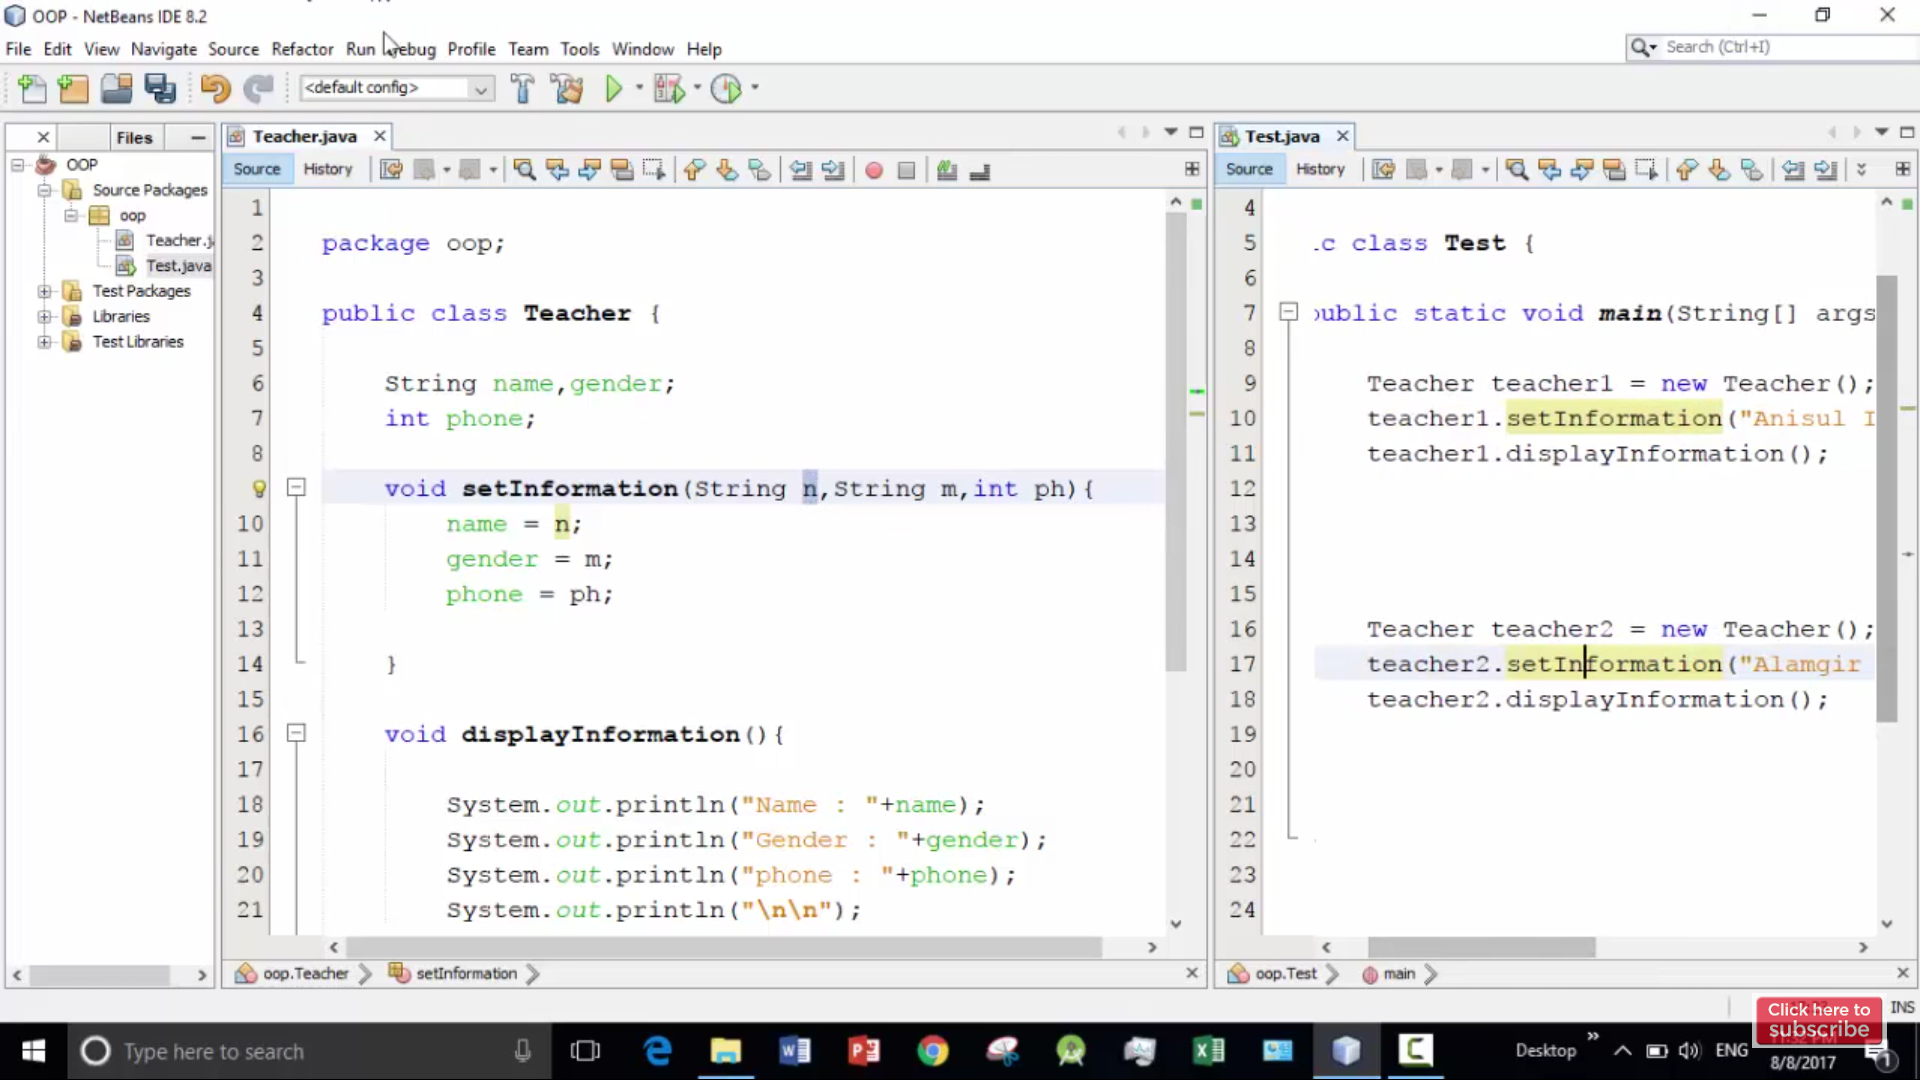 OOP - NetBeans IDE 8.2
File Edit View Navigate Source Refactor Run Debug Profile Team Tools Window Help
Search (Ctrl+I)
<default config>
Files
OOP
Source Packages
oop
Teacher.j
Test.java
Test Packages
Libraries
Test Libraries
Teacher.java
Source History
1
2 package oop;
3
4 public class Teacher {
5
6 String name,gender;
7 int phone;
8
void setInformation(String n,String m,int ph){
10 name = n;
11 gender = m;
12 phone = ph;
13
14 }
15
16 void displayInformation(){
17
18 System.out.println("Name : "+name);
19 System.out.println("Gender : "+gender);
20 System.out.println("phone : "+phone);
21 System.out.println("\n\n");
oop.Teacher setInformation
Test.java
Source History
4
5 .c class Test {
6
7 public static void main(String[] args
8
9 Teacher teacher1 = new Teacher();
10 teacher1.setInformation("Anisul I
11 teacher1.displayInformation();
12
13
14
15
16 Teacher teacher2 = new Teacher();
17 teacher2.setInformation("Alamgir
18 teacher2.displayInformation();
19
20
21
22
23
24
oop.Test main
INS
Click here to
subscribe
Type here to search
Desktop
ENG
11:32 PM
8/8/2017
1